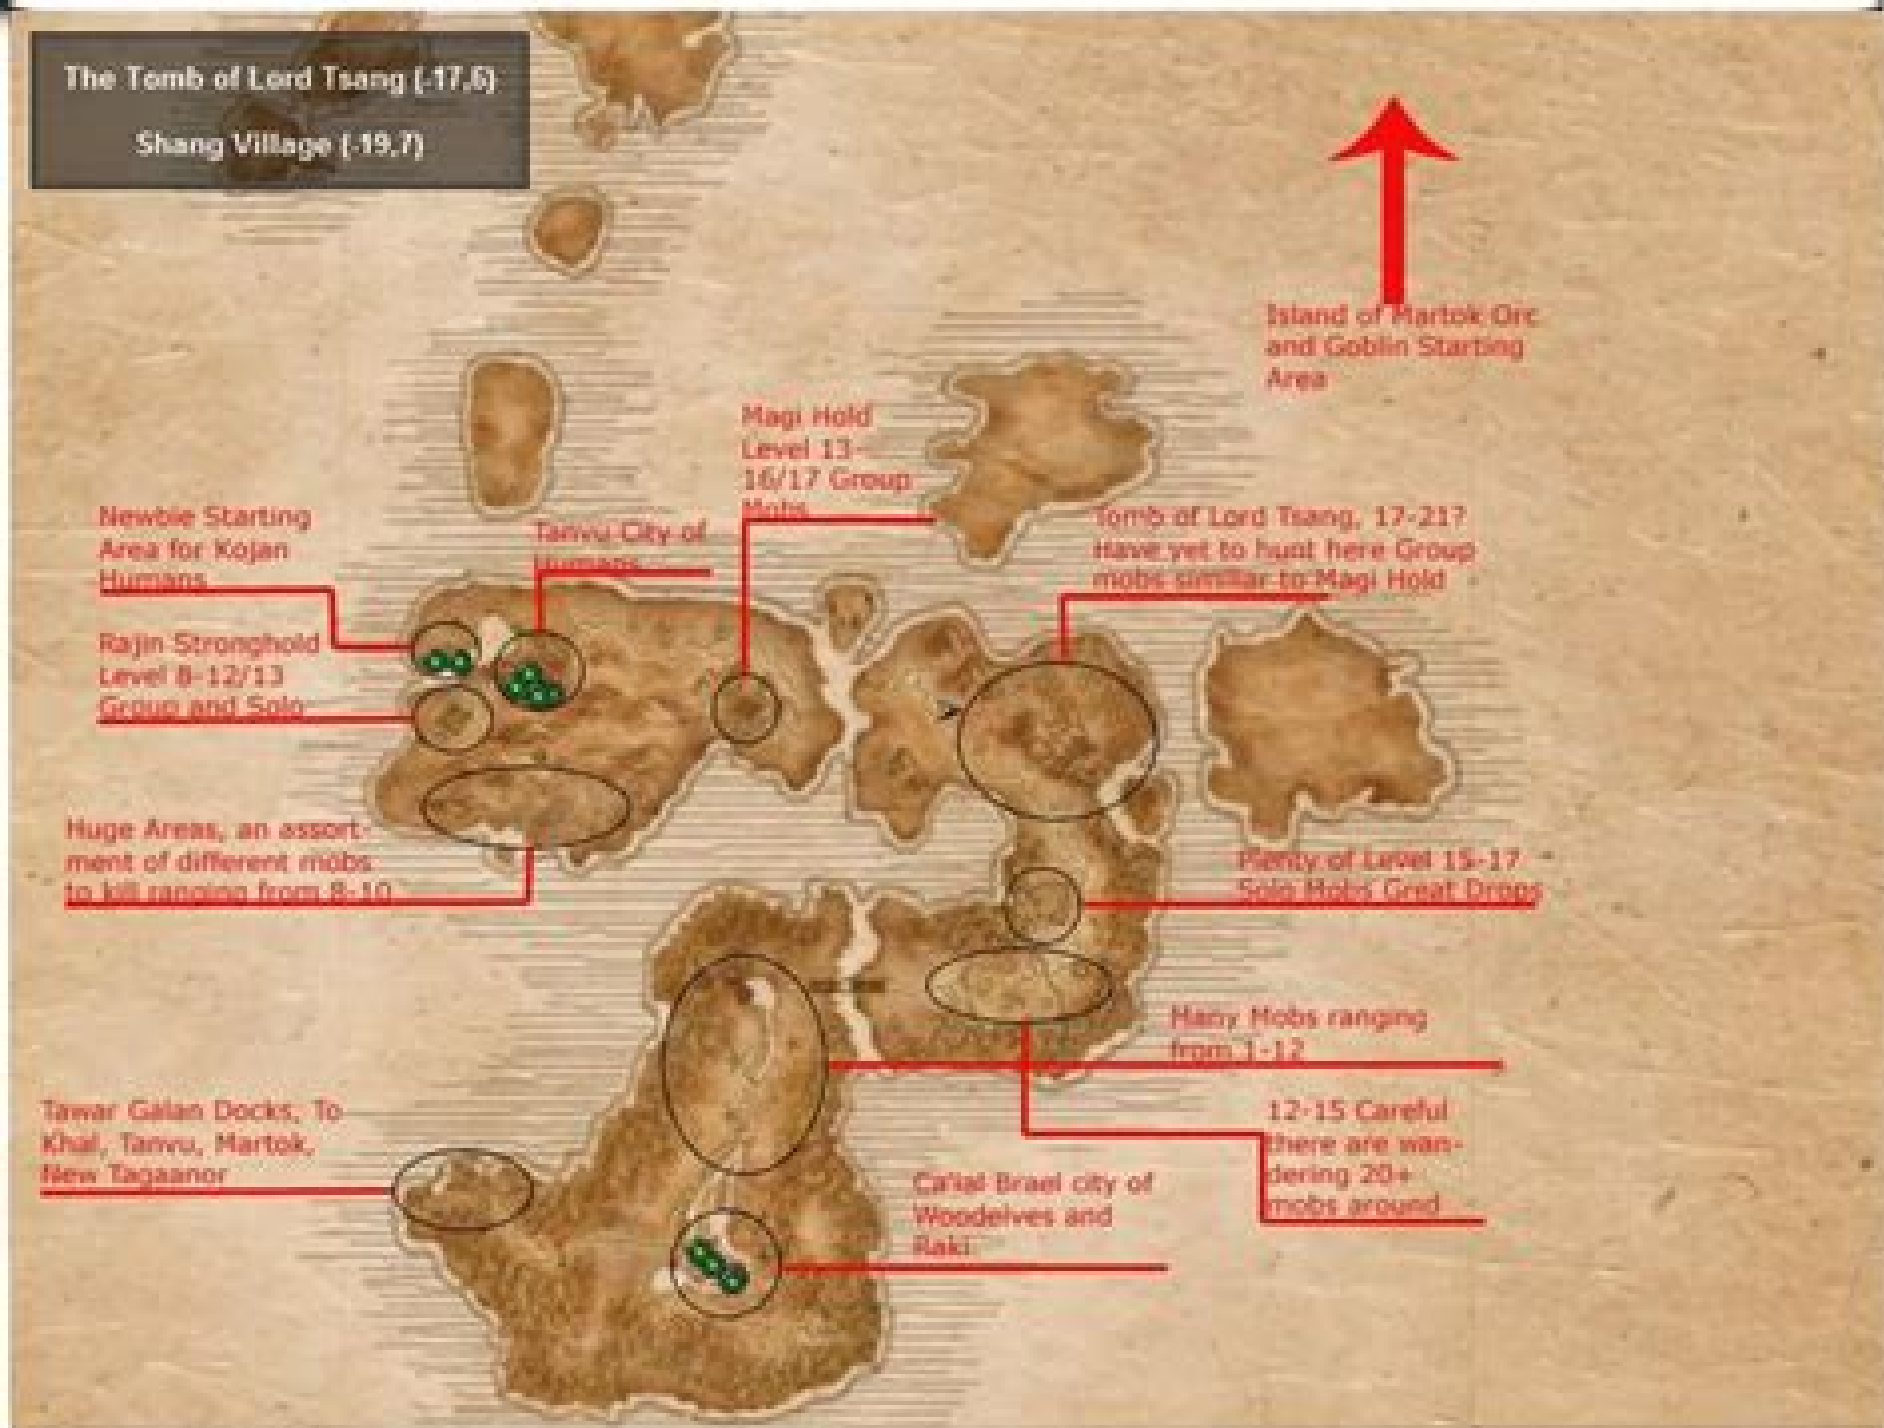 The Tomb of Lord Tsang (-17,6)
Shang Village (-19,7)
Island of Martok Orc
and Goblin Starting
Area
Magi Hold
Level 13-
16/17 Group
Mobs
Newbie Starting
Area for Kojan
Humans
Tanvu City of
Humans
Tomb of Lord Tsang, 17-21?
Have yet to hunt here Group
mobs simillar to Magi Hold
Rajin Stronghold
Level 8-12/13
Group and Solo
Huge Areas, an assort-
ment of different mobs
to kill ranging from 8-10
Plenty of Level 15-17
Solo Mobs Great Drops
Many Mobs ranging
from 1-12
Tawar Galan Docks, To
Khal, Tanvu, Martok,
New Tagaanor
12-15 Careful
there are wan-
dering 20+
mobs around
Ca'ial Brael city of
Woodelves and
Raki